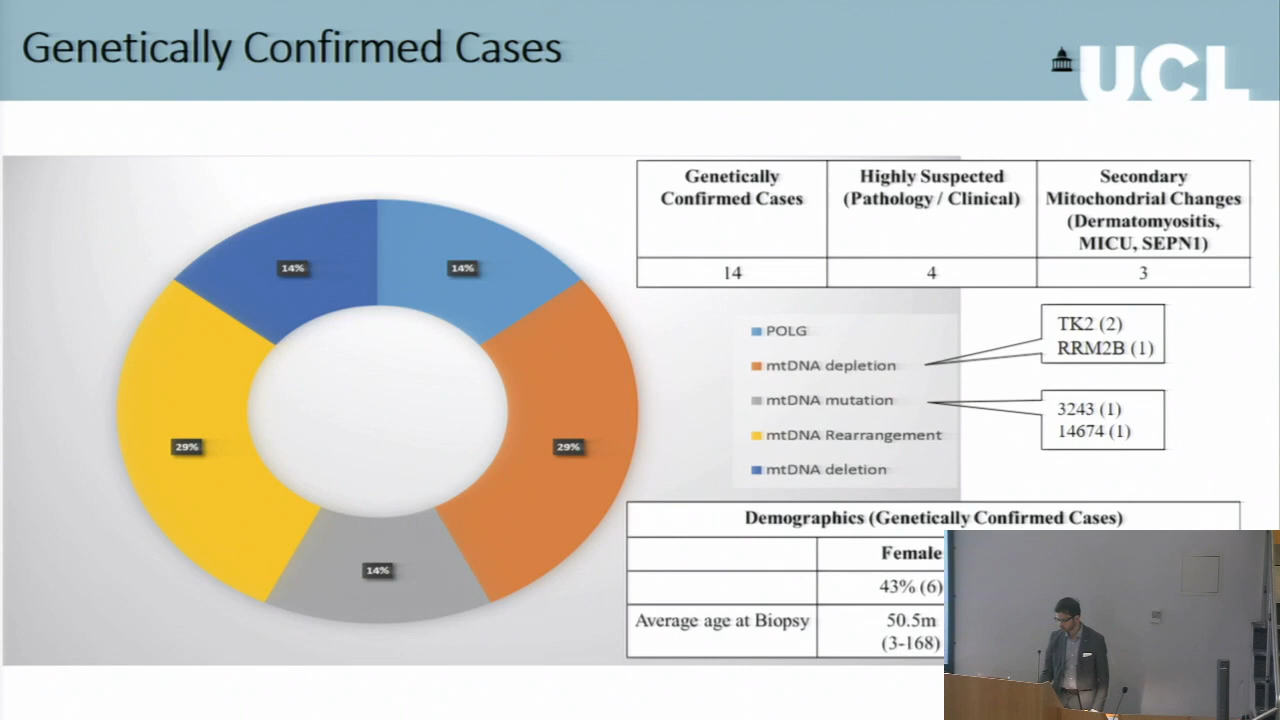 Genetically Confirmed Cases
UCL
Genetically
Confirmed Cases
Highly Suspected
(Pathology / Clinical)
Secondary
Mitochondrial Changes
(Dermatomyositis,
MICU, SEPN1)
14
4
3
14%
14%
29%
29%
14%
POLG
mtDNA depletion
mtDNA mutation
mtDNA Rearrangement
mtDNA deletion
TK2 (2)
RRM2B (1)
3243 (1)
14674 (1)
Demographics (Genetically Confirmed Cases)
Female
43% (6)
Average age at Biopsy
50.5m
(3-168)